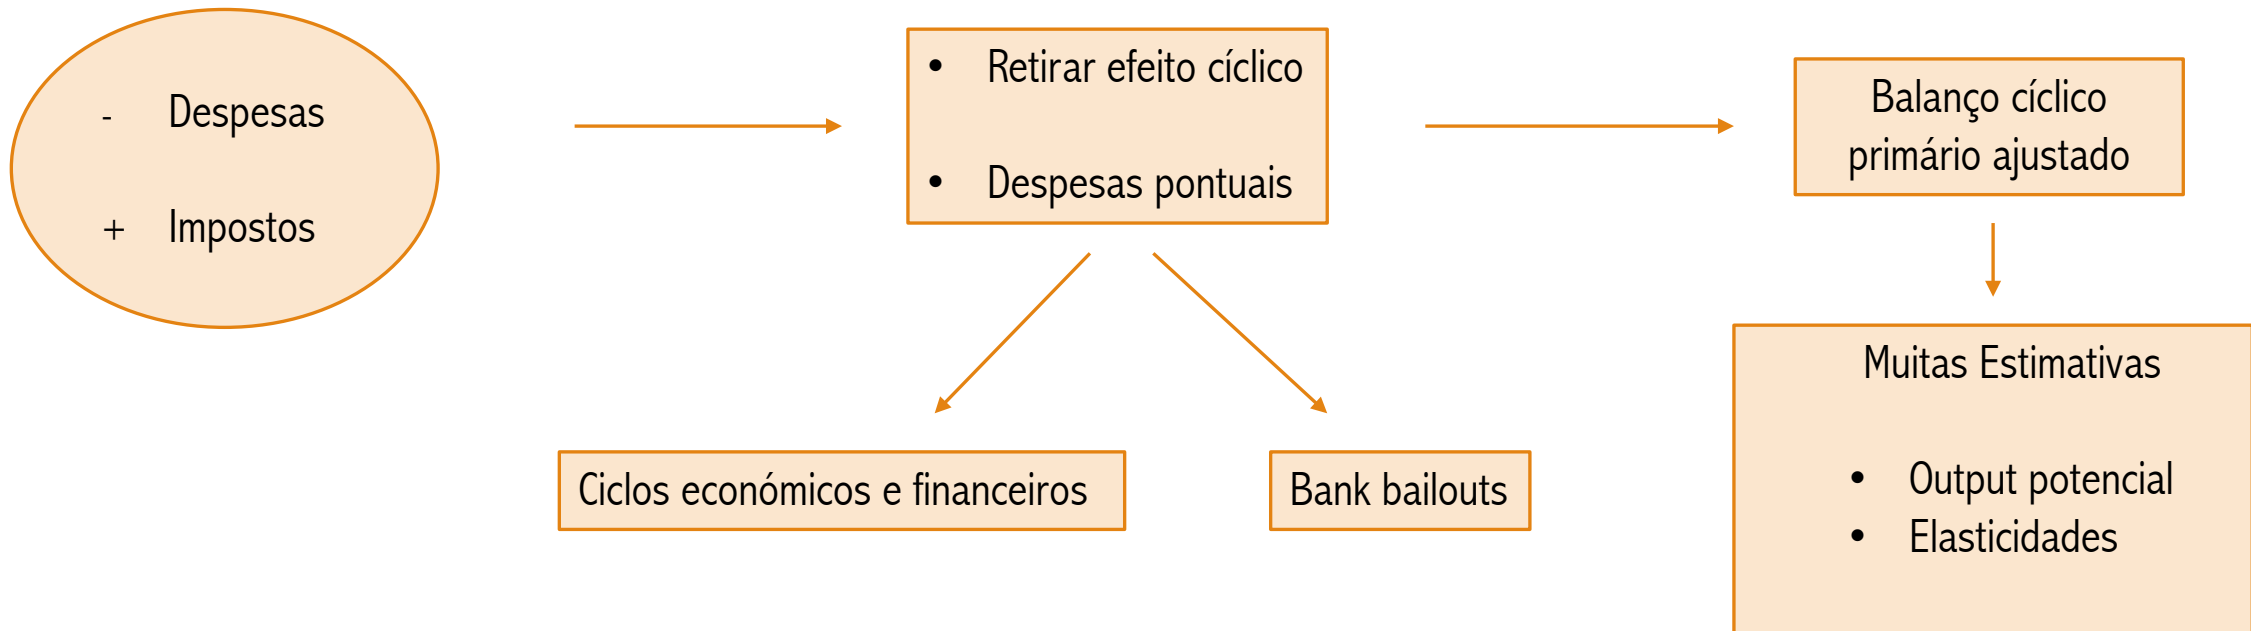 - Despesas
+ Impostos
• Retirar efeito cíclico
• Despesas pontuais
Balanço cíclico
primário ajustado
Ciclos económicos e financeiros
Bank bailouts
Muitas Estimativas
• Output potencial
• Elasticidades